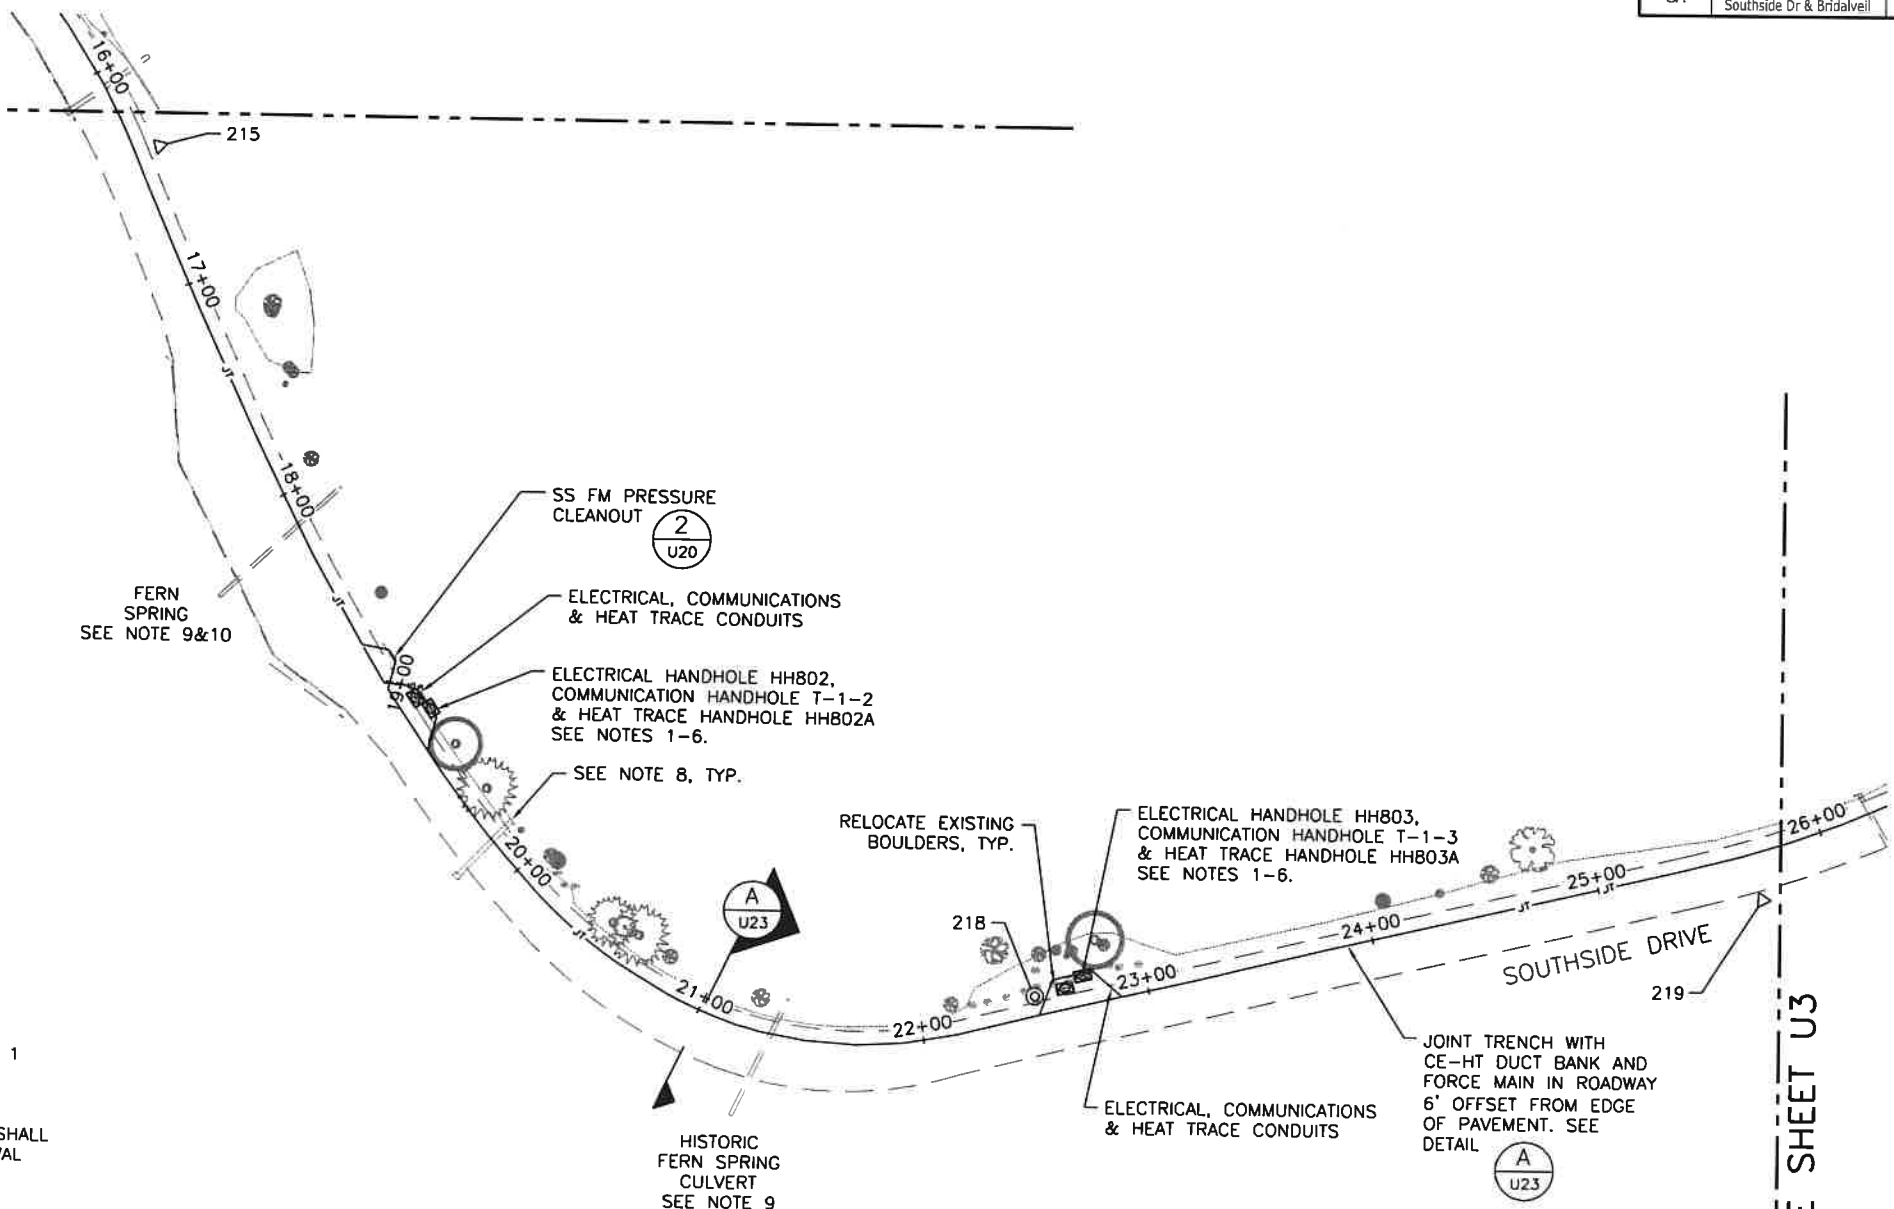 Southside Dr & Bridalveil
16+00
215
17+00
JT
18+00
SS FM PRESSURE
CLEANOUT
2
U20
FERN
SPRING
SEE NOTE 9&10
JT
ELECTRICAL, COMMUNICATIONS
& HEAT TRACE CONDUITS
19+00
ELECTRICAL HANDHOLE HH802,
COMMUNICATION HANDHOLE T-1-2
& HEAT TRACE HANDHOLE HH802A
SEE NOTES 1-6.
SEE NOTE 8, TYP.
20+00
JT
A
U23
21+00
RELOCATE EXISTING
BOULDERS, TYP.
ELECTRICAL HANDHOLE HH803,
COMMUNICATION HANDHOLE T-1-3
& HEAT TRACE HANDHOLE HH803A
SEE NOTES 1-6.
218
22+00
23+00
24+00
JT
25+00
JT
26+00
SOUTHSIDE DRIVE
219
JOINT TRENCH WITH
CE-HT DUCT BANK AND
FORCE MAIN IN ROADWAY
6' OFFSET FROM EDGE
OF PAVEMENT. SEE
DETAIL
A
U23
ELECTRICAL, COMMUNICATIONS
& HEAT TRACE CONDUITS
HISTORIC
FERN SPRING
CULVERT
SEE NOTE 9
1
SHALL
SHEET U3